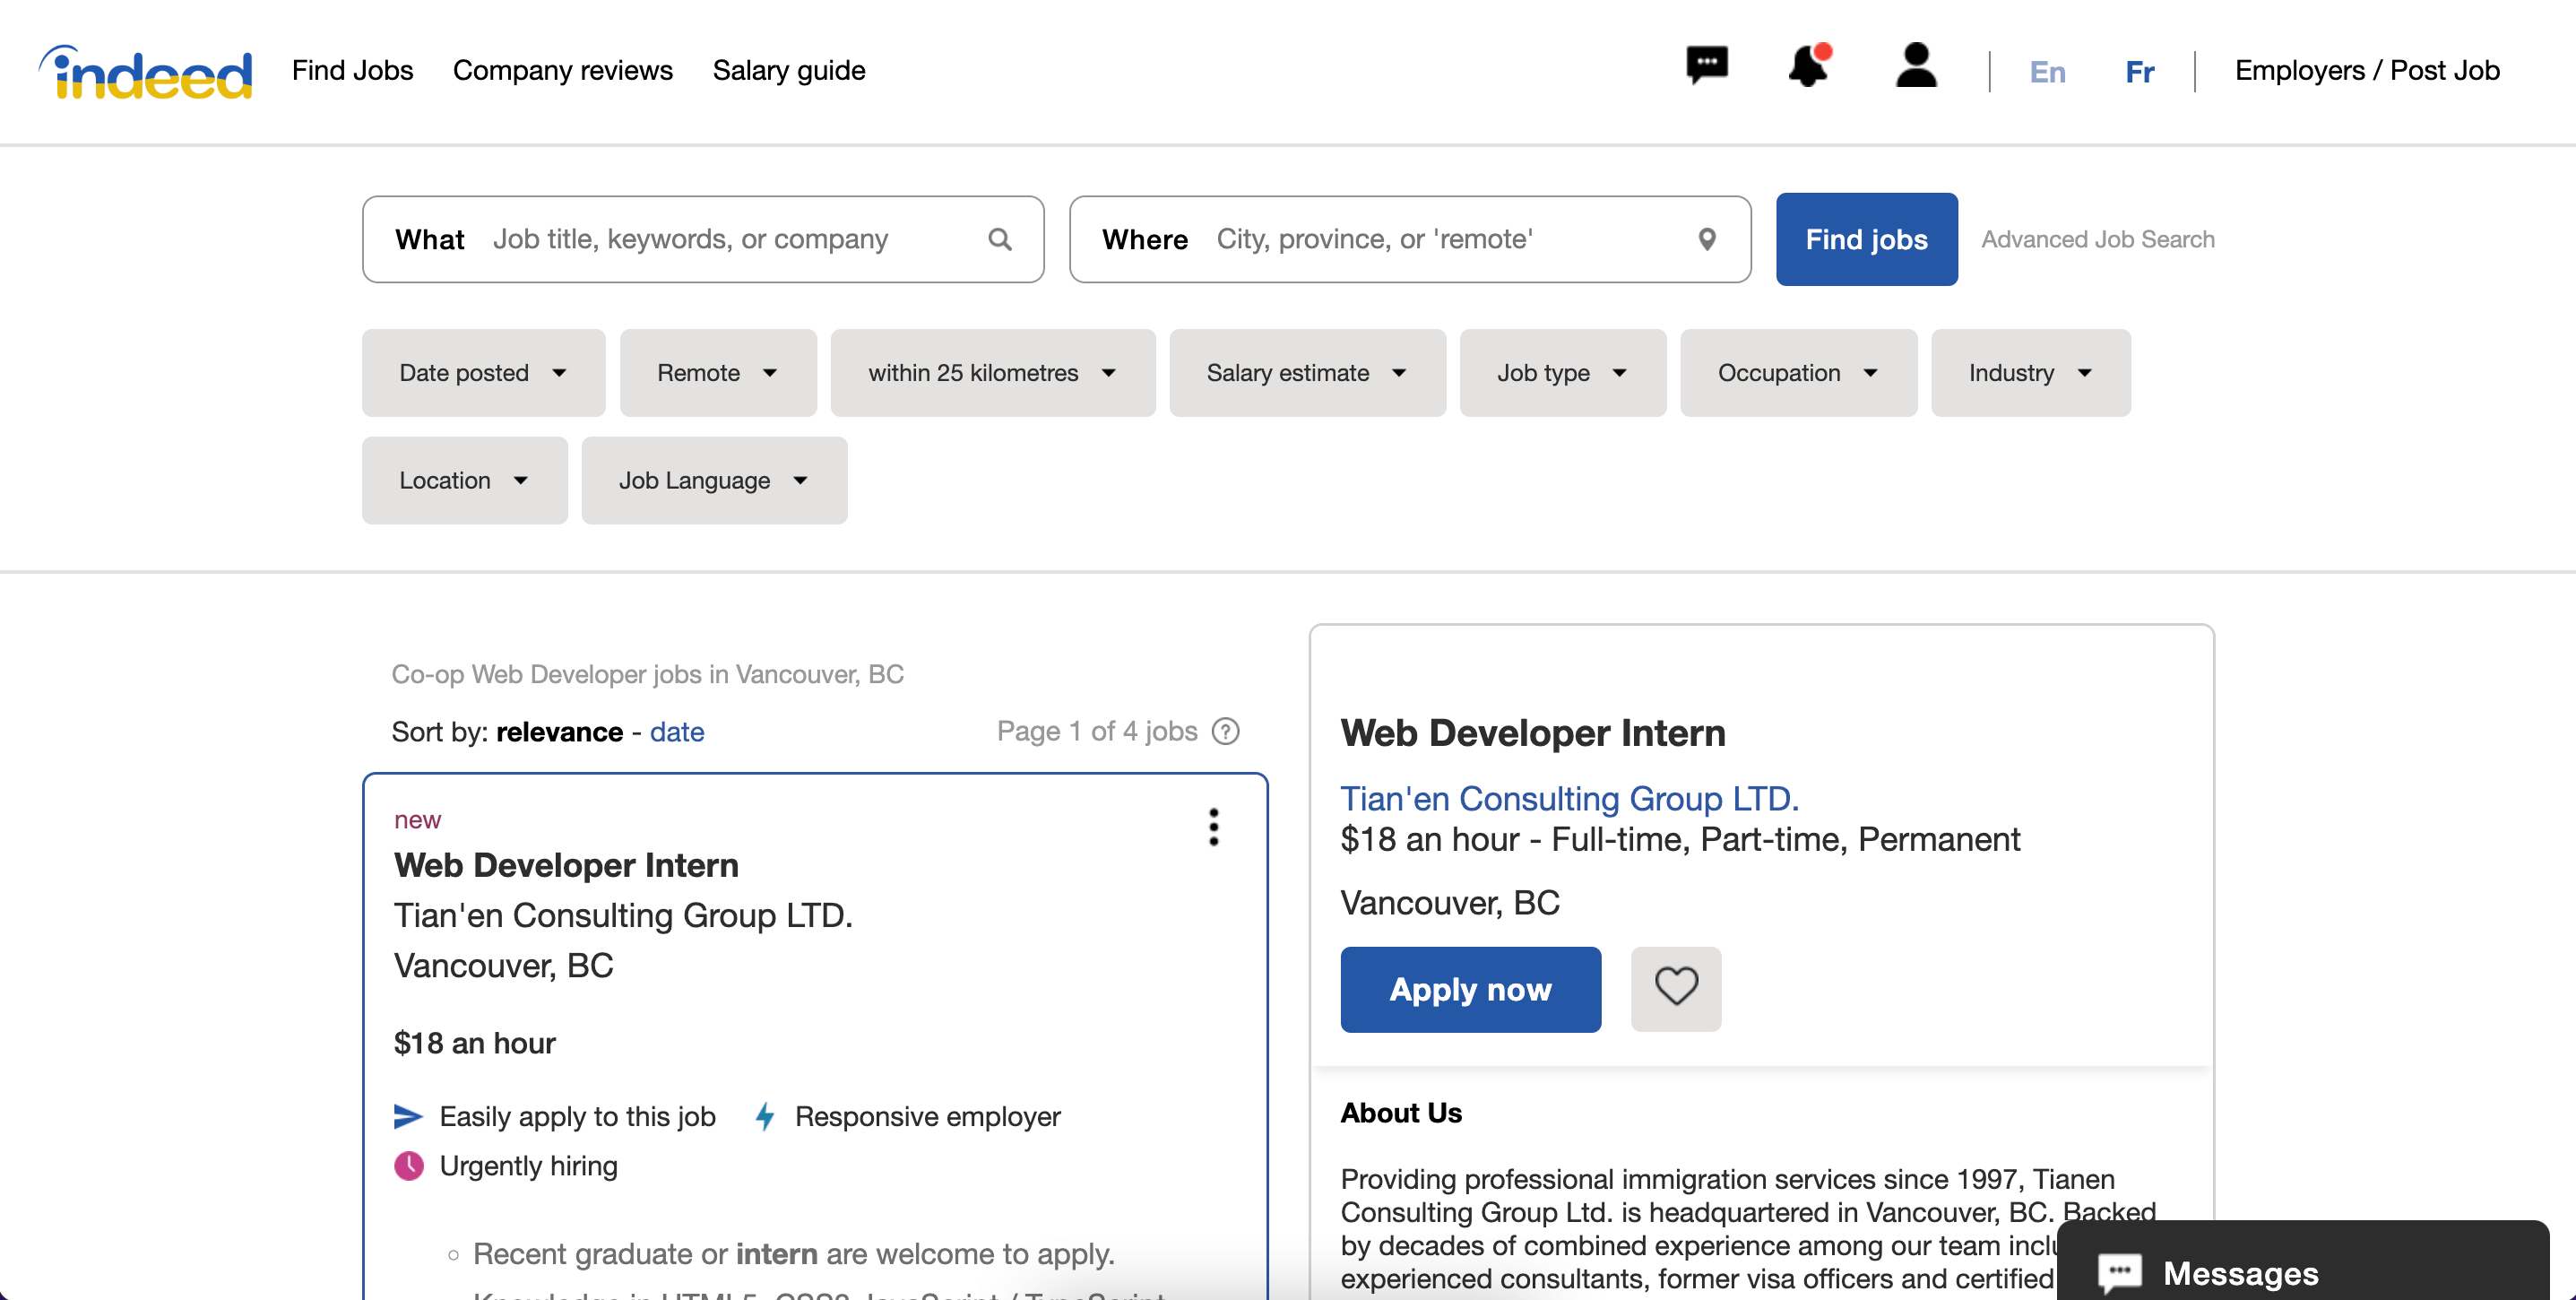 indeed Find Jobs Company reviews Salary guide En Fr Employers / Post Job
What Job title, keywords, or company Where City, province, or 'remote' Find jobs Advanced Job Search
Date posted Remote within 25 kilometres Salary estimate Job type Occupation Industry
Location Job Language
Co-op Web Developer jobs in Vancouver, BC
Sort by: relevance - date Page 1 of 4 jobs ?
new
Web Developer Intern
Tian'en Consulting Group LTD.
Vancouver, BC
$18 an hour
Easily apply to this job Responsive employer
Urgently hiring
Recent graduate or intern are welcome to apply.
Knowledge in HTML5, CSS3, JavaScript / TypeScript
Web Developer Intern
Tian'en Consulting Group LTD.
$18 an hour - Full-time, Part-time, Permanent
Vancouver, BC
Apply now
About Us
Providing professional immigration services since 1997, Tianen
Consulting Group Ltd. is headquartered in Vancouver, BC. Backed
by decades of combined experience among our team
experienced consultants, former visa officers and certified
Messages